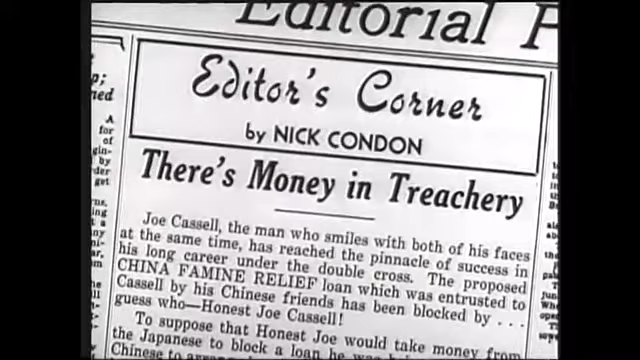 Editorial
Editor's Corner
by NICK CONDON
There's Money in Treachery
Joe Cassell, the man who smiles with both of his faces
at the same time, has reached the pinnacle of success in
his long career under the double cross. The proposed
CHINA FAMINE RELIEF loan which was entrusted to
Cassell by his Chinese friends has been blocked by . . .
guess who—Honest Joe Cassell!
To suppose that Honest Joe would take money from
the Japanese to block a loan he was
Chinese to